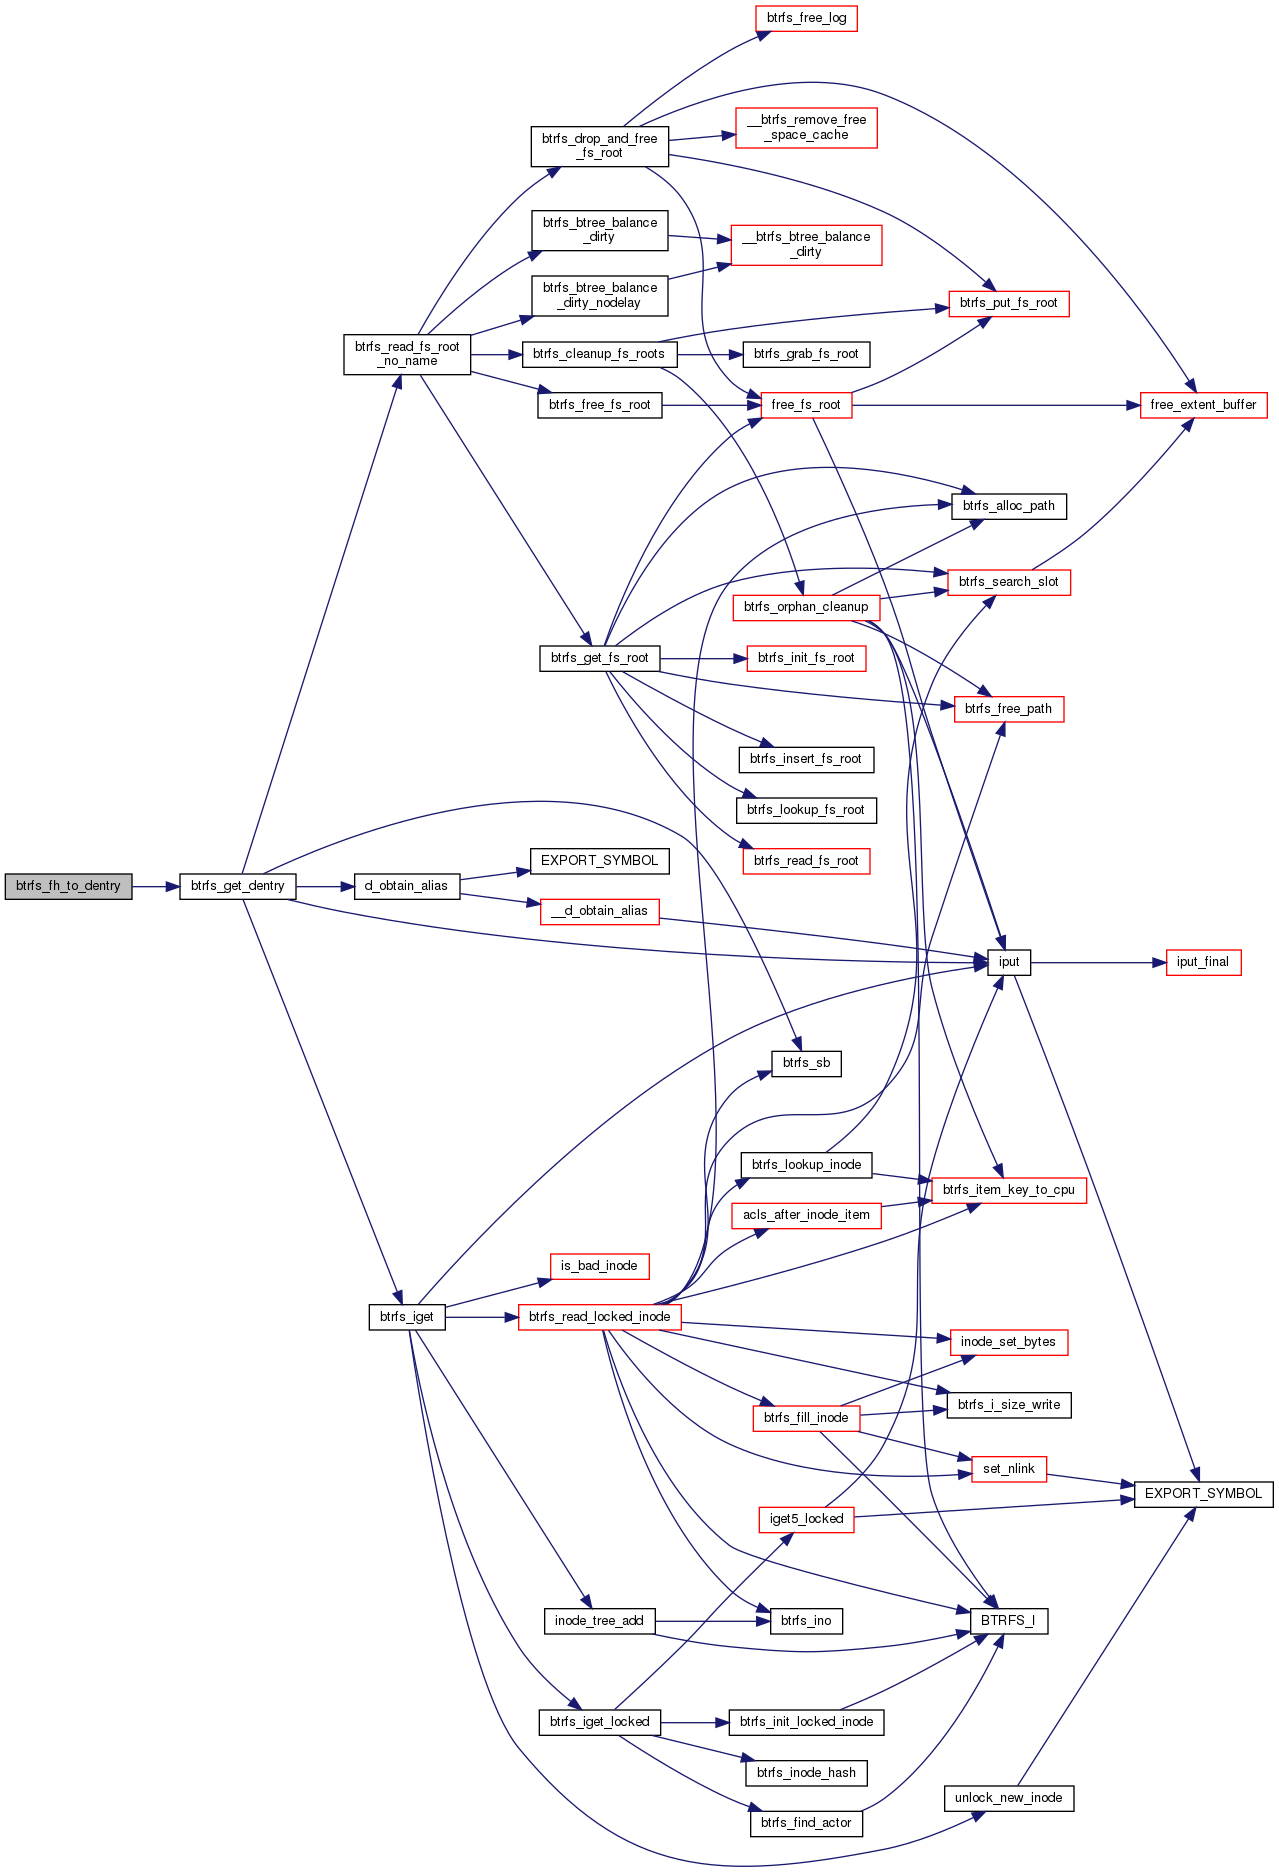 btrfs_free_log
__btrfs_remove_free
_space_cache
btrfs_drop_and_free
_fs_root
btrfs_btree_balance
_dirty
__btrfs_btree_balance
_dirty
btrfs_btree_balance
_dirty_nodelay
btrfs_put_fs_root
btrfs_read_fs_root
_no_name
btrfs_cleanup_fs_roots
btrfs_grab_fs_root
btrfs_free_fs_root
free_fs_root
free_extent_buffer
btrfs_alloc_path
btrfs_search_slot
btrfs_orphan_cleanup
btrfs_get_fs_root
btrfs_init_fs_root
btrfs_free_path
btrfs_insert_fs_root
btrfs_lookup_fs_root
btrfs_read_fs_root
EXPORT_SYMBOL
btrfs_fh_to_dentry
btrfs_get_dentry
d_obtain_alias
__d_obtain_alias
iput
iput_final
btrfs_sb
btrfs_lookup_inode
btrfs_item_key_to_cpu
acls_after_inode_item
is_bad_inode
btrfs_iget
btrfs_read_locked_inode
inode_set_bytes
btrfs_i_size_write
btrfs_fill_inode
set_nlink
EXPORT_SYMBOL
iget5_locked
inode_tree_add
btrfs_ino
BTRFS_I
btrfs_iget_locked
btrfs_init_locked_inode
btrfs_inode_hash
unlock_new_inode
btrfs_find_actor